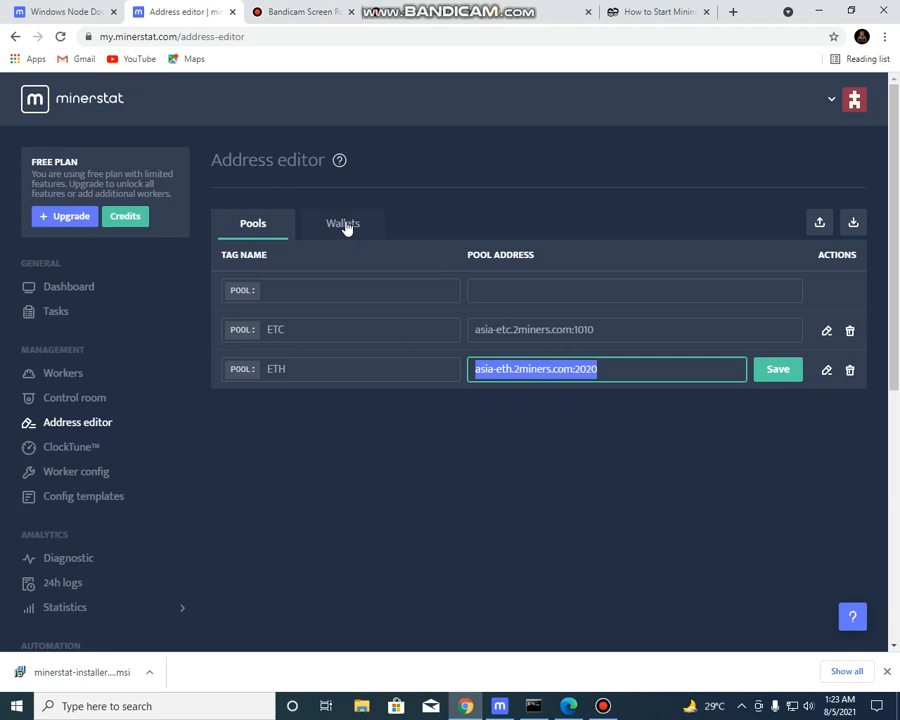 Windows Node Dow
Address editor | mi
Bandicam Screen Re
www.BANDICAM.com
How to Start Minin
my.minerstat.com/address-editor
Apps
Gmail
YouTube
Maps
Reading list
m minerstat
FREE PLAN
You are using free plan with limited
features. Upgrade to unlock all
features or add additional workers.
+ Upgrade
Credits
Address editor ?
Pools
Wallets
TAG NAME
POOL ADDRESS
ACTIONS
POOL:
POOL: ETC
asia-etc.2miners.com:1010
POOL: ETH
asia-eth.2miners.com:2020
Save
GENERAL
Dashboard
Tasks
MANAGEMENT
Workers
Control room
Address editor
ClockTune™
Worker config
Config templates
ANALYTICS
Diagnostic
24h logs
Statistics
AUTOMATION
?
minerstat-installer....msi
Show all
Type here to search
29°C
1:23 AM
8/5/2021